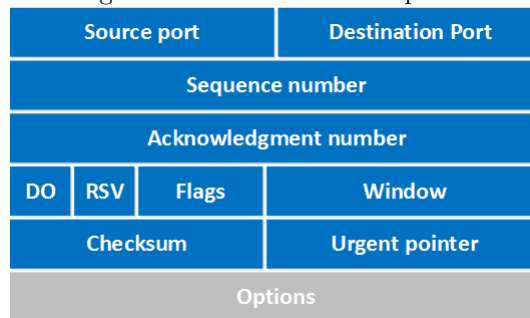 Source port Destination Port
Sequence number
Acknowledgment number
DO RSV Flags Window
Checksum Urgent pointer
Options